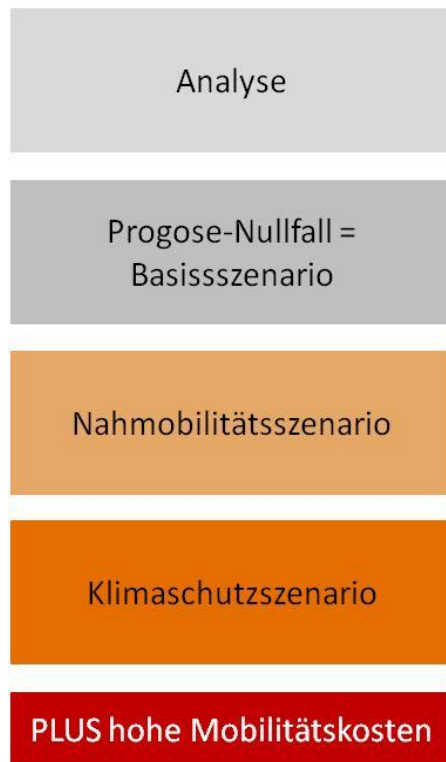 Analyse
Progose-Nullfall =
Basissszenario
Nahmobilitätsszenario
Klimaschutzszenario
PLUS hohe Mobilitätskosten